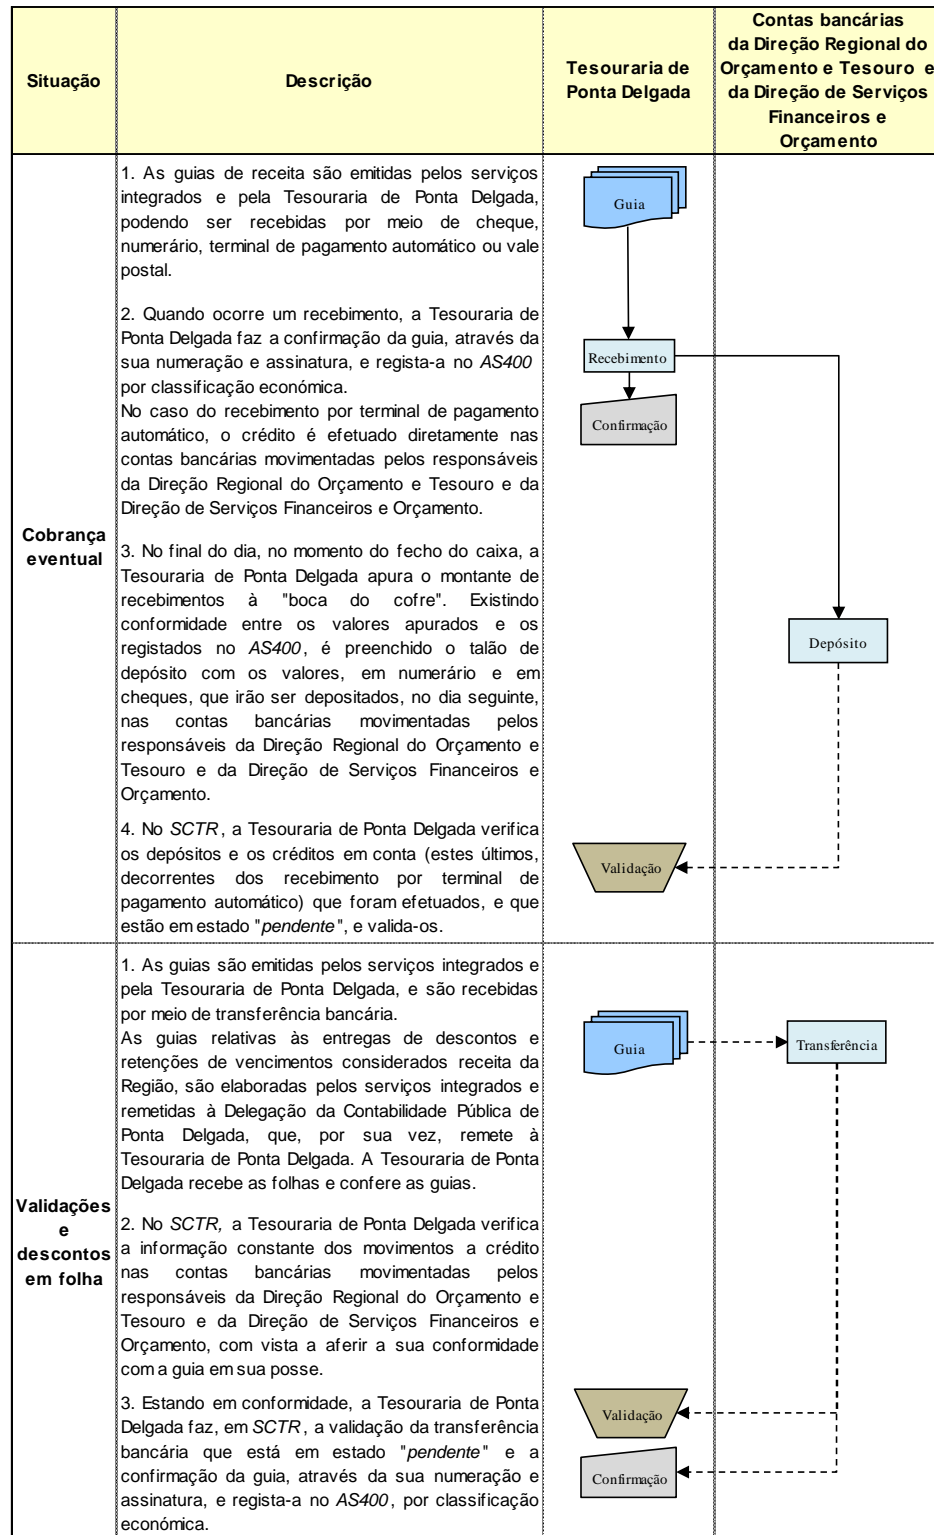 Situação
Descrição
Tesouraria de
Ponta Delgada
Contas bancárias
da Direção Regional do
Orçamento e Tesouro e
da Direção de Serviços
Financeiros e
Orçamento
Cobrança
eventual
1. As guias de receita são emitidas pelos serviços
integrados e pela Tesouraria de Ponta Delgada,
podendo ser recebidas por meio de cheque,
numerário, terminal de pagamento automático ou vale
postal.
2. Quando ocorre um recebimento, a Tesouraria de
Ponta Delgada faz a confirmação da guia, através da
sua numeração e assinatura, e regista-a no AS400
por classificação económica.
No caso do recebimento por terminal de pagamento
automático, o crédito é efetuado diretamente nas
contas bancárias movimentadas pelos responsáveis
da Direção Regional do Orçamento e Tesouro e da
Direção de Serviços Financeiros e Orçamento.
3. No final do dia, no momento do fecho do caixa, a
Tesouraria de Ponta Delgada apura o montante de
recebimentos à "boca do cofre". Existindo
conformidade entre os valores apurados e os
registados no AS400, é preenchido o talão de
depósito com os valores, em numerário e em
cheques, que irão ser depositados, no dia seguinte,
nas contas bancárias movimentadas pelos
responsáveis da Direção Regional do Orçamento e
Tesouro e da Direção de Serviços Financeiros e
Orçamento.
4. No SCTR, a Tesouraria de Ponta Delgada verifica
os depósitos e os créditos em conta (estes últimos,
decorrentes dos recebimento por terminal de
pagamento automático) que foram efetuados, e que
estão em estado "pendente", e valida-os.
Guia
Recebimento
Confirmação
Depósito
Validação
Validações
e
descontos
em folha
1. As guias são emitidas pelos serviços integrados e
pela Tesouraria de Ponta Delgada, e são recebidas
por meio de transferência bancária.
As guias relativas às entregas de descontos e
retenções de vencimentos considerados receita da
Região, são elaboradas pelos serviços integrados e
remetidas à Delegação da Contabilidade Pública de
Ponta Delgada, que, por sua vez, remete à
Tesouraria de Ponta Delgada. A Tesouraria de Ponta
Delgada recebe as folhas e confere as guias.
2. No SCTR, a Tesouraria de Ponta Delgada verifica
a informação constante dos movimentos a crédito
nas contas bancárias movimentadas pelos
responsáveis da Direção Regional do Orçamento e
Tesouro e da Direção de Serviços Financeiros e
Orçamento, com vista a aferir a sua conformidade
com a guia em sua posse.
3. Estando em conformidade, a Tesouraria de Ponta
Delgada faz, em SCTR, a validação da transferência
bancária que está em estado "pendente" e a
confirmação da guia, através da sua numeração e
assinatura, e regista-a no AS400, por classificação
económica.
Guia
Transferência
Validação
Confirmação